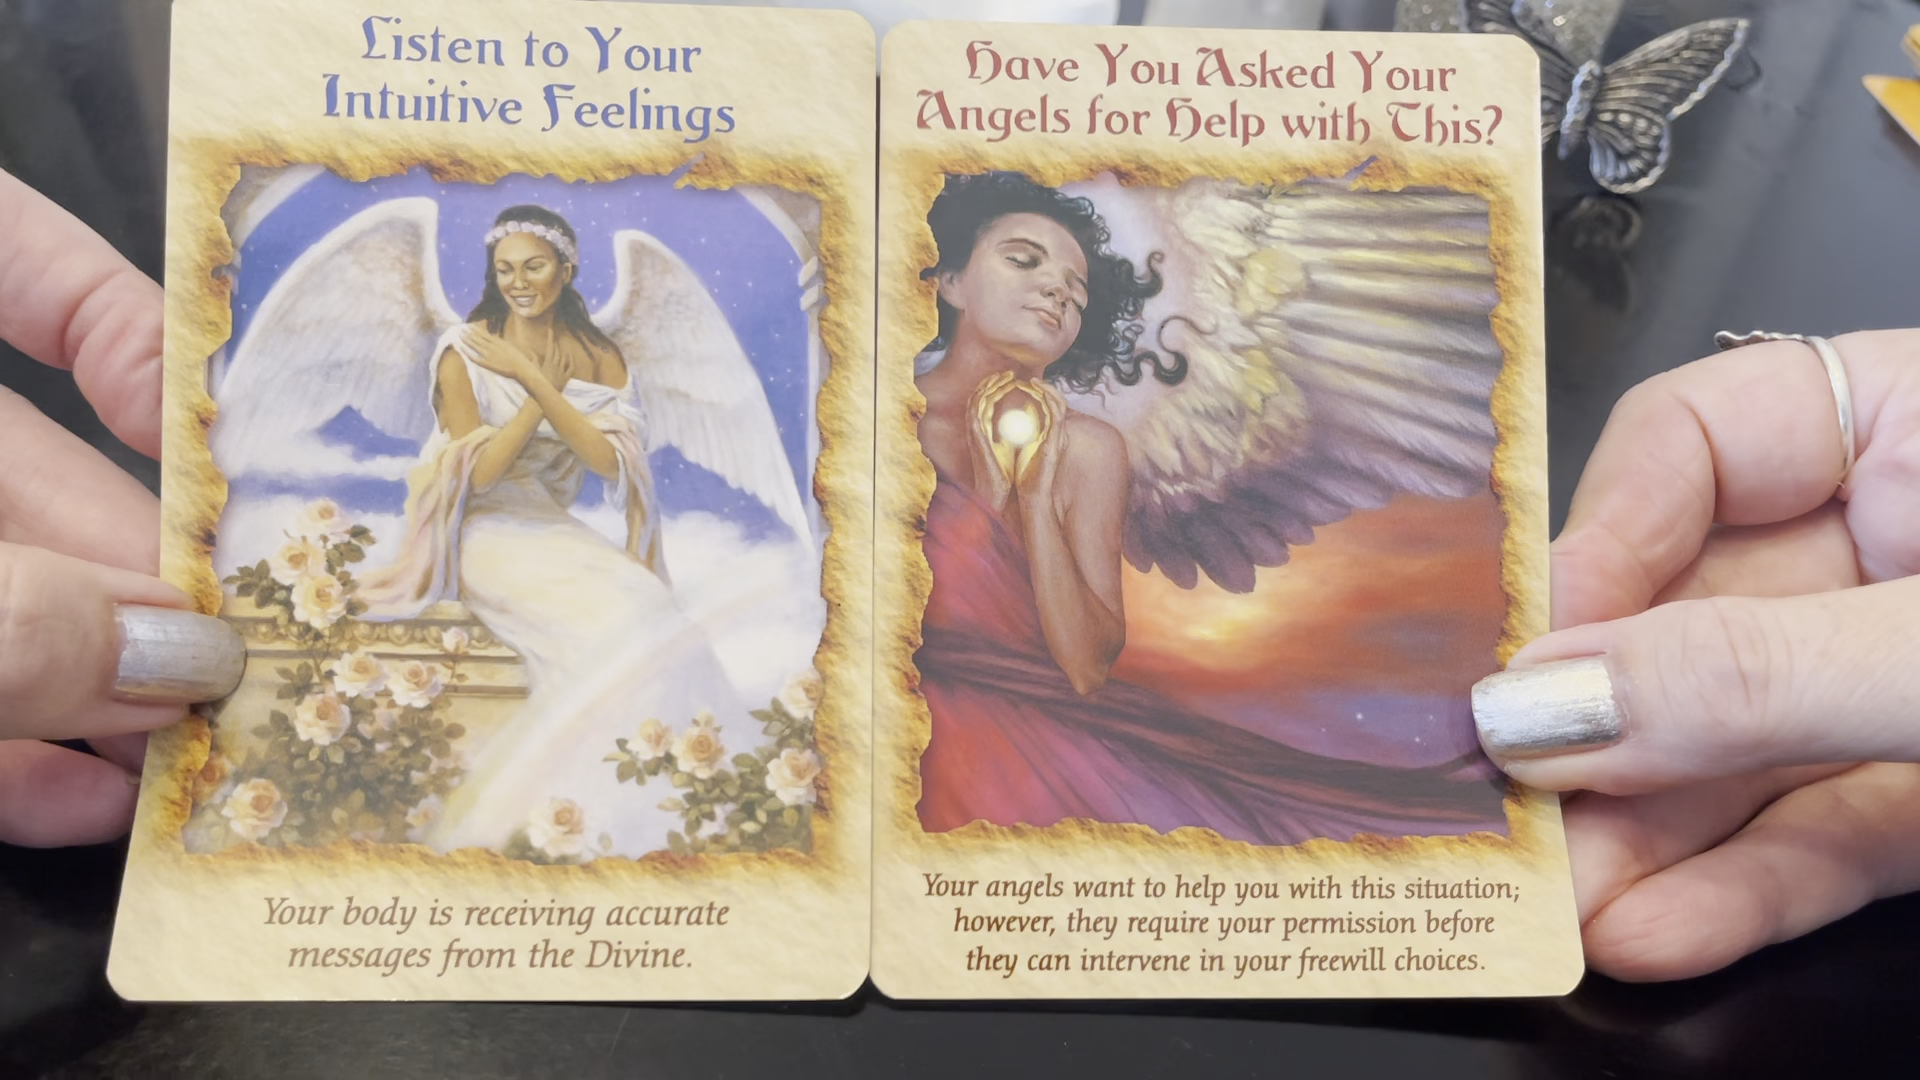 Listen to Your
Intuitive Feelings
Your body is receiving accurate
messages from the Divine.
Have You Asked Your
Angels for Help with This?
Your angels want to help you with this situation;
however, they require your permission before
they can intervene in your freewill choices.